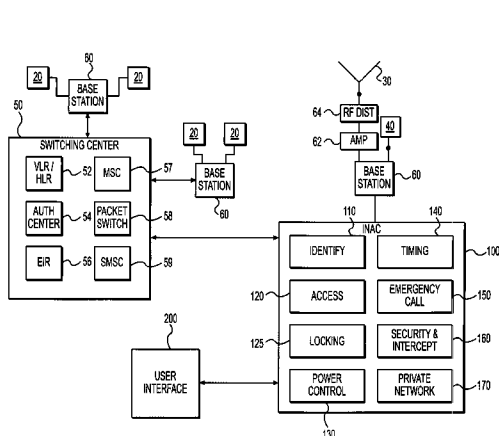 60
20
BASE
STATION
20
50
SWITCHING CENTER
VLR /
HLR
52
MSC
57
AUTH
CENTER
54
PACKET
SWITCH
58
EIR
56
SMSC
59
20
20
BASE
STATION
60
30
64
RF DIST
40
62
AMP
BASE
STATION
60
110
INAC
140
IDENTIFY
TIMING
100
120
ACCESS
EMERGENCY
CALL
150
125
LOCKING
SECURITY &
INTERCEPT
160
POWER
CONTROL
PRIVATE
NETWORK
170
130
200
USER
INTERFACE